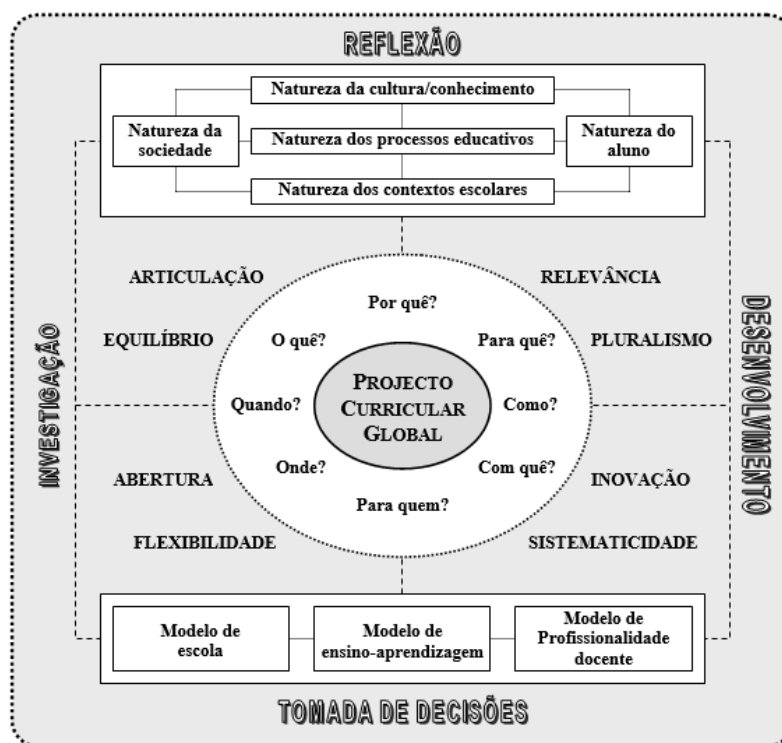 REFLEXÃO
Natureza da cultura/conhecimento
Natureza da
sociedade
Natureza dos processos educativos
Natureza do
aluno
Natureza dos contextos escolares
ARTICULAÇÃO
RELEVÂNCIA
EQUILÍBRIO
PLURALISMO
INVESTIGAÇÃO
DESENVOLVIMENTO
Por quê?
O quê?
Para quê?
Quando?
PROJECTO
CURRICULAR
GLOBAL
Como?
Onde?
Com quê?
Para quem?
ABERTURA
INOVAÇÃO
FLEXIBILIDADE
SISTEMATICIDADE
Modelo de
escola
Modelo de
ensino-aprendizagem
Modelo de
Profissionalidade
docente
TOMADA DE DECISÕES